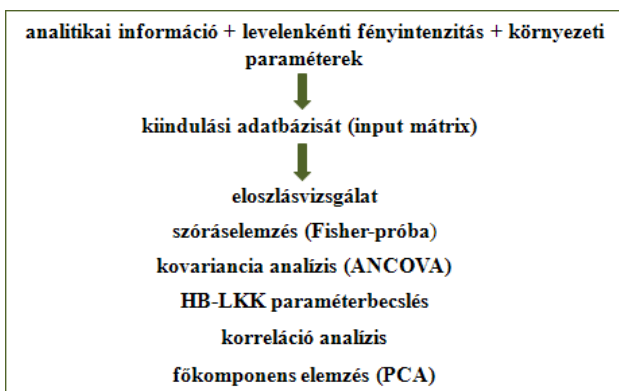 analitikai információ + levelenkénti fényintenzitás + környezeti
paraméterek
kiindulási adatbázisát (input mátrix)
eloszlásvizsgálat
szóráselemzés (Fisher-próba)
kovariancia analízis (ANCOVA)
HB-LKK paraméterbecslés
korreláció analízis
főkomponens elemzés (PCA)